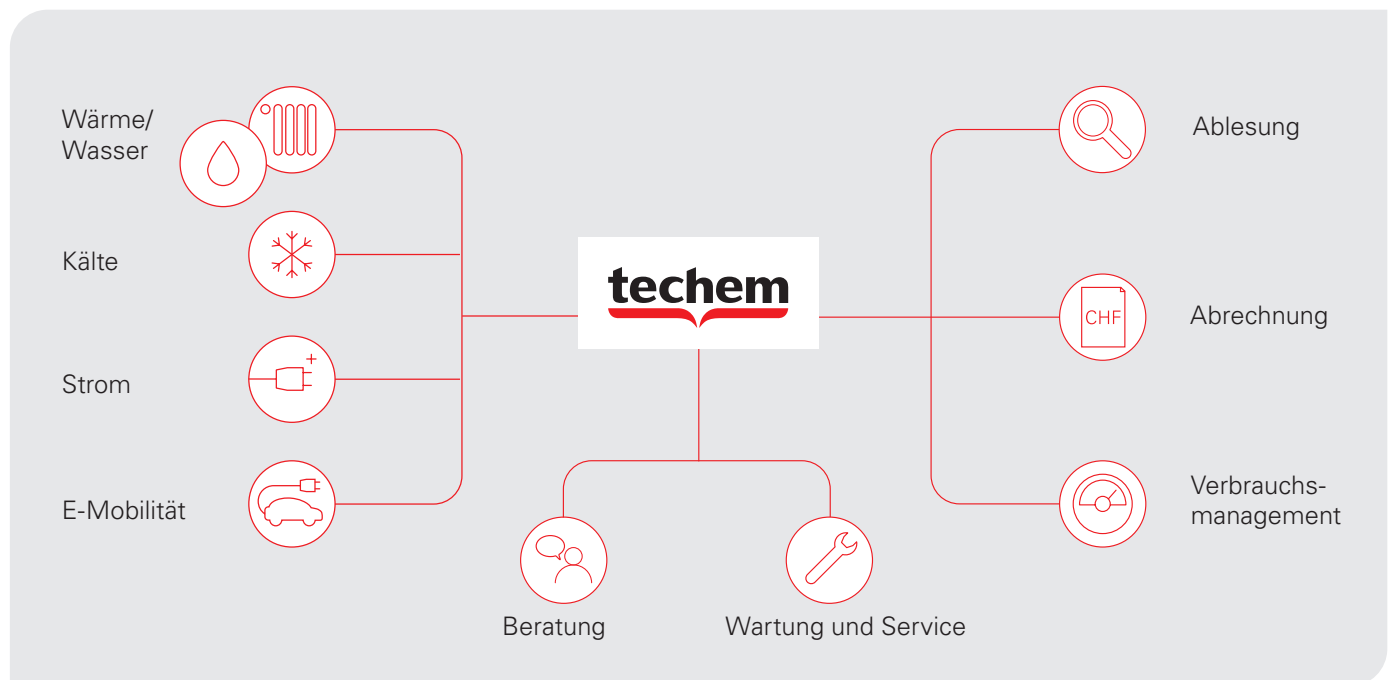 Wärme/
Wasser
Kälte
Strom
E-Mobilität
techem
Beratung
Wartung und Service
Ablesung
CHF
Abrechnung
Verbrauchs-
management